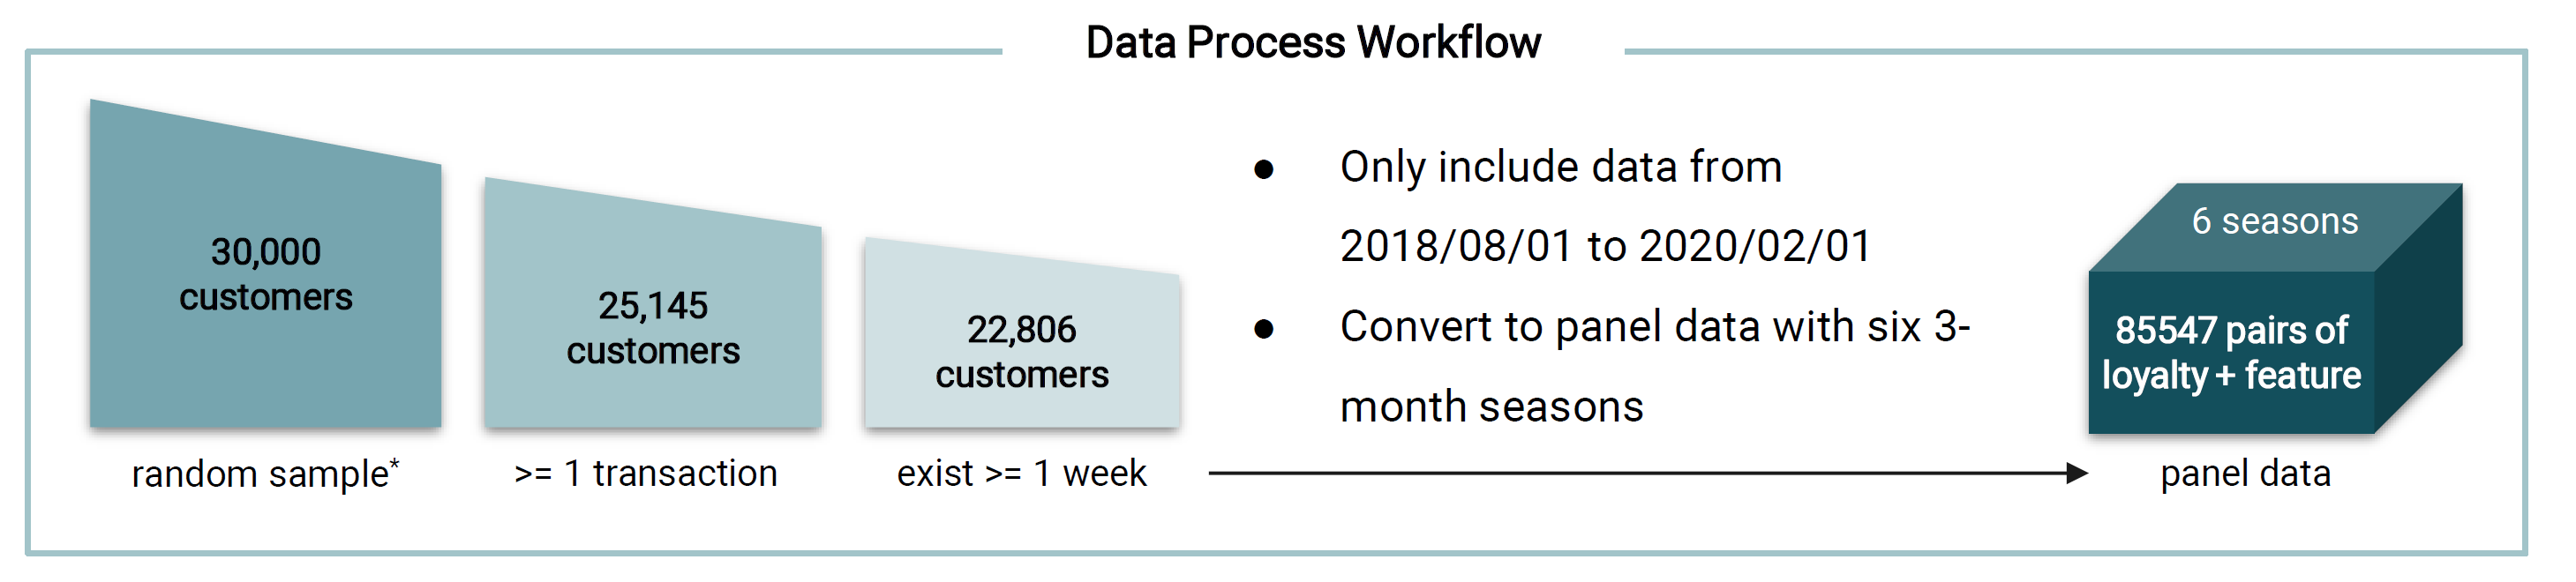 Data Process Workflow
30,000
customers
random sample*
25,145
customers
>= 1 transaction
22,806
customers
exist >= 1 week
● Only include data from
2018/08/01 to 2020/02/01
● Convert to panel data with six 3-
month seasons
6 seasons
85547 pairs of
loyalty + feature
panel data